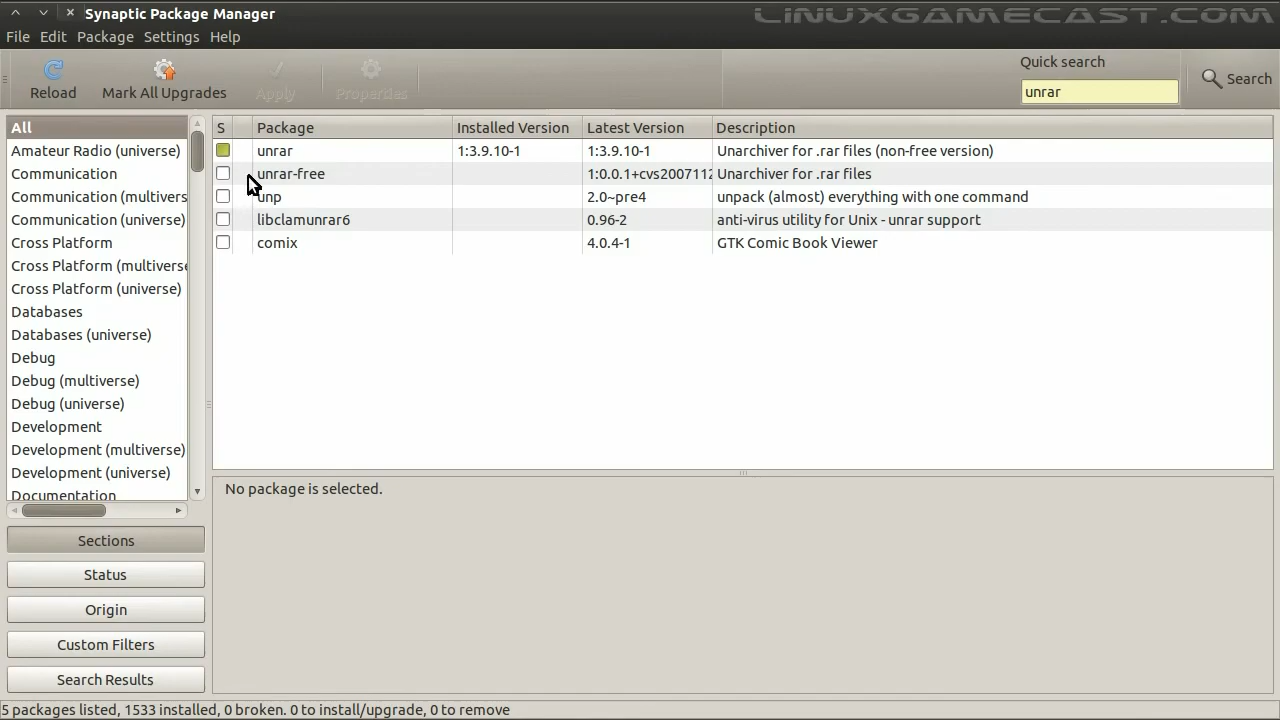 Synaptic Package Manager
LINUXGAMECAST.COM
File Edit Package Settings Help
Reload
Mark All Upgrades
Apply
Properties
Quick search
unrar
Search
All
Amateur Radio (universe)
Communication
Communication (multivers
Communication (universe)
Cross Platform
Cross Platform (multiverse
Cross Platform (universe)
Databases
Databases (universe)
Debug
Debug (multiverse)
Debug (universe)
Development
Development (multiverse)
Development (universe)
Documentation
Sections
Status
Origin
Custom Filters
Search Results
S Package Installed Version Latest Version Description
unrar 1:3.9.10-1 1:3.9.10-1 Unarchiver for .rar files (non-free version)
unrar-free 1:0.0.1+cvs2007112 Unarchiver for .rar files
unp 2.0~pre4 unpack (almost) everything with one command
libclamunrar6 0.96-2 anti-virus utility for Unix - unrar support
comix 4.0.4-1 GTK Comic Book Viewer
No package is selected.
5 packages listed, 1533 installed, 0 broken. 0 to install/upgrade, 0 to remove